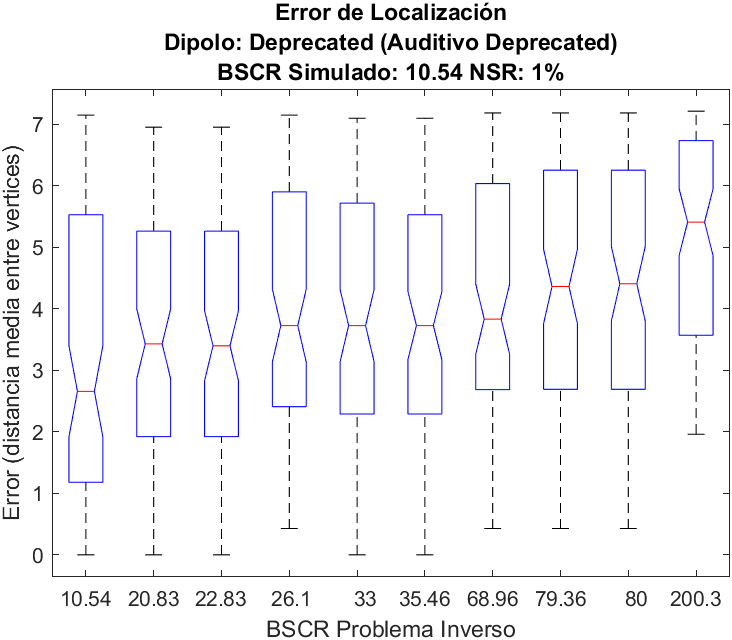 Error de Localización
Dipolo: Deprecated (Auditivo Deprecated)
BSCR Simulado: 10.54 NSR: 1%
Error (distancia media entre vertices)
7
6
5
4
3
2
1
0
10.54 20.83 22.83 26.1 33 35.46 68.96 79.36 80 200.3
BSCR Problema Inverso